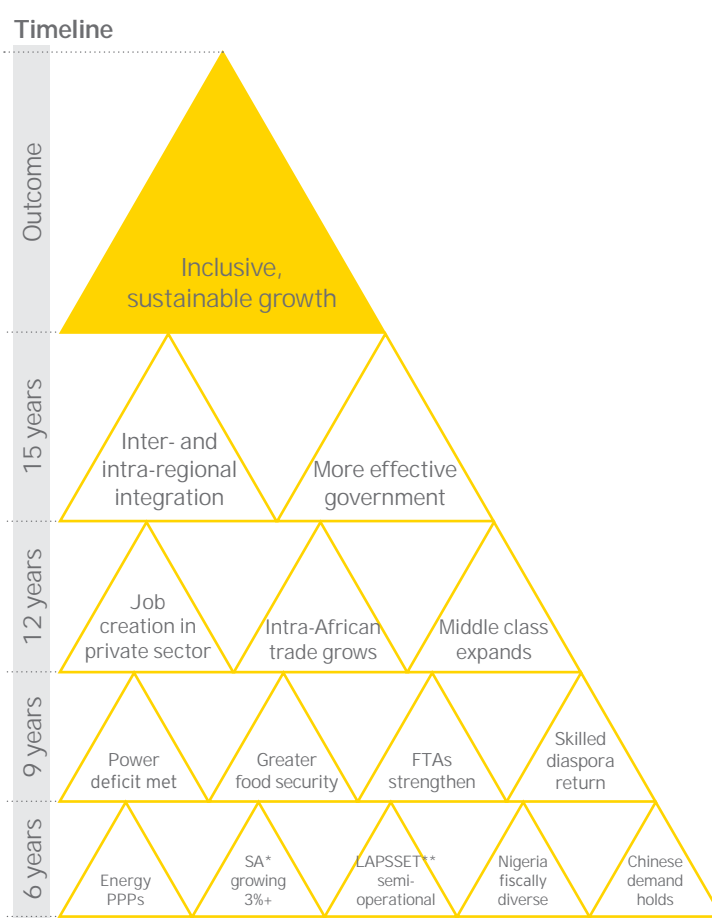 Timeline
Outcome
Inclusive,
sustainable growth
15 years
Inter- and
intra-regional
integration
More effective
government
12 years
Job
creation in
private sector
Intra-African
trade grows
Middle class
expands
9 years
Power
deficit met
Greater
food security
FTAs
strengthen
Skilled
diaspora
return
6 years
Energy
PPPs
SA*
growing
3%+
LAPSSET**
semi-
operational
Nigeria
fiscally
diverse
Chinese
demand
holds